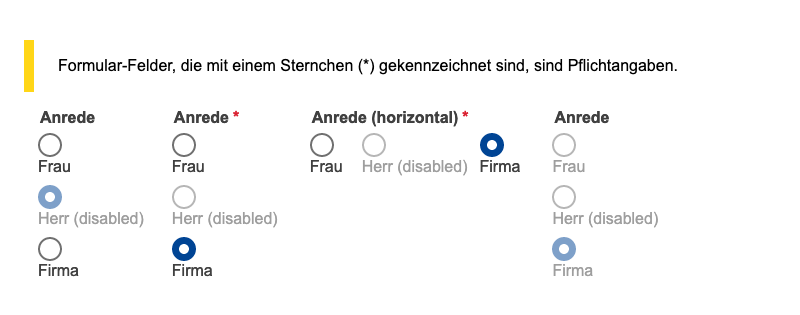 Formular-Felder, die mit einem Sternchen (*) gekennzeichnet sind, sind Pflichtangaben.
Anrede
Frau
Herr (disabled)
Firma
Anrede *
Frau
Herr (disabled)
Firma
Anrede (horizontal) *
Frau Herr (disabled) Firma
Anrede
Frau
Herr (disabled)
Firma